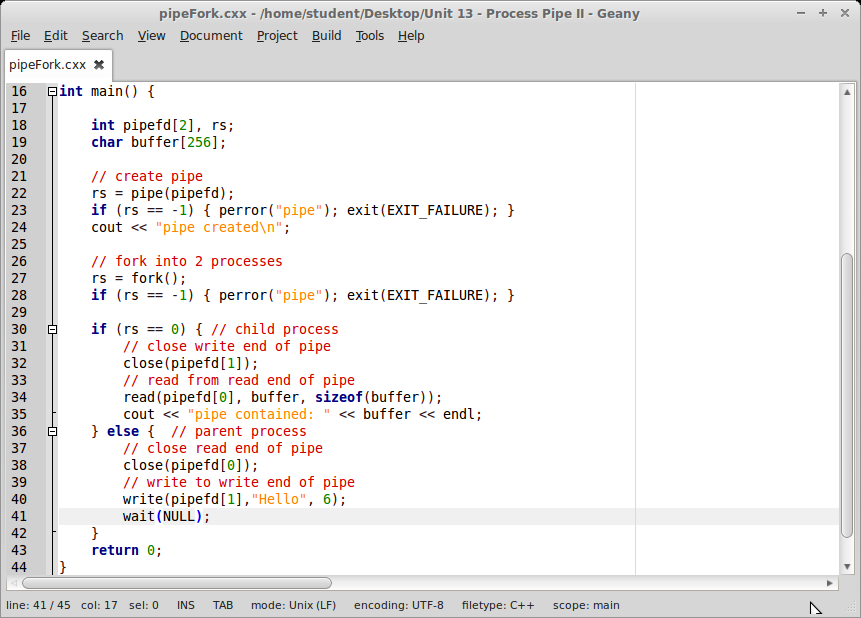 pipeFork.cxx - /home/student/Desktop/Unit 13 - Process Pipe II - Geany
File Edit Search View Document Project Build Tools Help
pipeFork.cxx
16 int main() {
17
18     int pipefd[2], rs;
19     char buffer[256];
20
21     // create pipe
22     rs = pipe(pipefd);
23     if (rs == -1) { perror("pipe"); exit(EXIT_FAILURE); }
24     cout << "pipe created\n";
25
26     // fork into 2 processes
27     rs = fork();
28     if (rs == -1) { perror("pipe"); exit(EXIT_FAILURE); }
29
30     if (rs == 0) { // child process
31         // close write end of pipe
32         close(pipefd[1]);
33         // read from read end of pipe
34         read(pipefd[0], buffer, sizeof(buffer));
35         cout << "pipe contained: " << buffer << endl;
36     } else {  // parent process
37         // close read end of pipe
38         close(pipefd[0]);
39         // write to write end of pipe
40         write(pipefd[1],"Hello", 6);
41         wait(NULL);
42     }
43     return 0;
44 }
line: 41 / 45 col: 17 sel: 0 INS TAB mode: Unix (LF) encoding: UTF-8 filetype: C++ scope: main